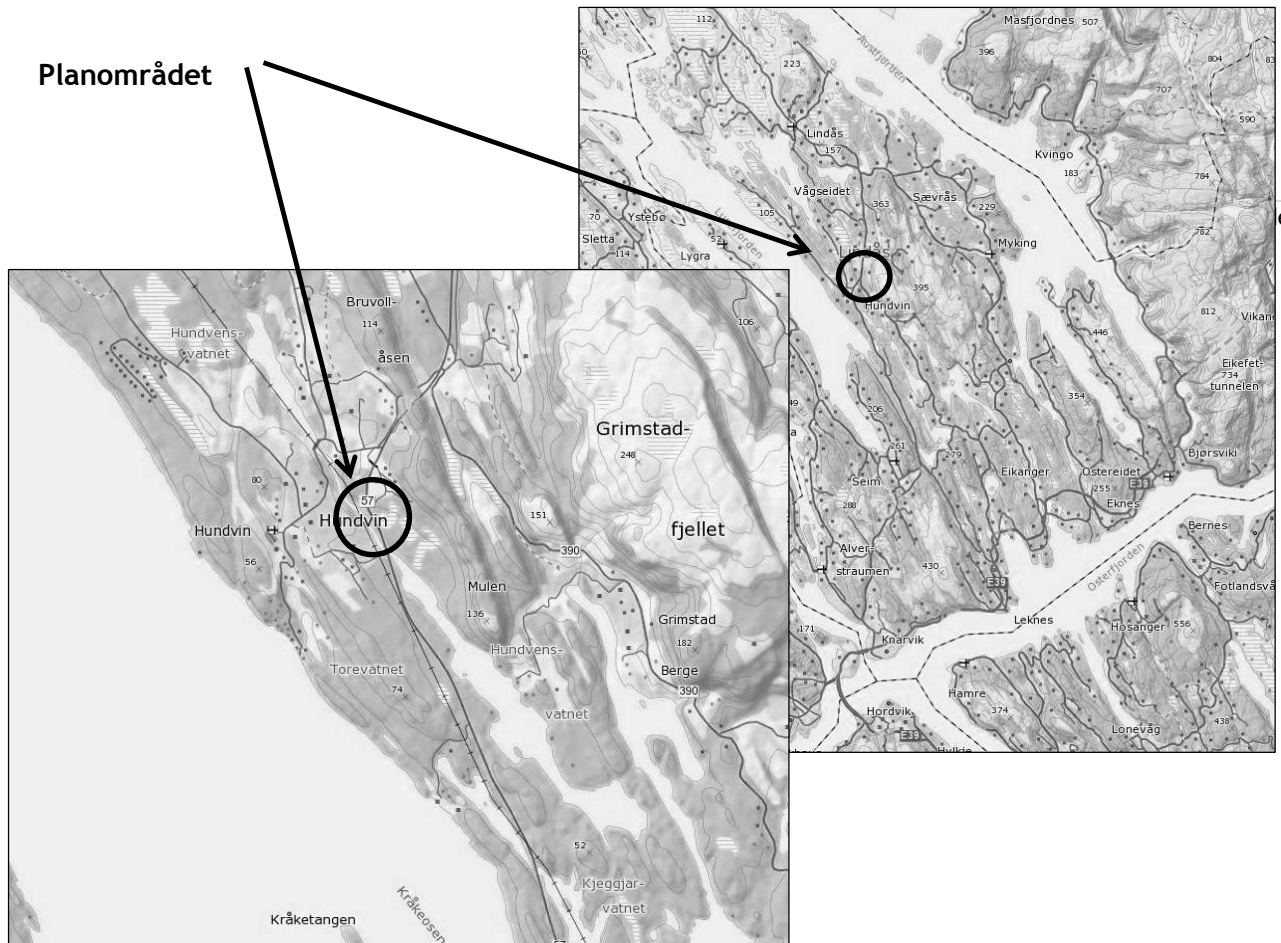 Planområdet
112
Masfjordnes 507
Austfjorden
396
804
223
707
590
Lindås
157
Kvingo
183
784
Vågseidet
363
Sævrås
70
Ystebø
105
Lurefjorden
229
782
Sletta
114
52
Lygra
Myking
Lindås
395
Hundvin
812
446
Eikefet-
734
tunnelen
354
206
261
279
Seim
288
Eikanger
Ostereidet
255
E39
Eknes
Bjørsviki
Bernes
Alver-
straumen
430
E39
Osterfjorden
Leknes
171
Knarvik
Hosanger
556
Hamre
374
Hordvik
E39
Lonevåg
438
Bruvoll-
114
åsen
Hundvens-
vatnet
106
Grimstad-
248
fjellet
80
57
Hundvin
Hundvin
56
151
390
Mulen
136
Grimstad
182
Hundvens-
vatnet
Berge
390
Torevatnet
74
52
Kjeggjar-
vatnet
Kråketangen
Kråkeosen